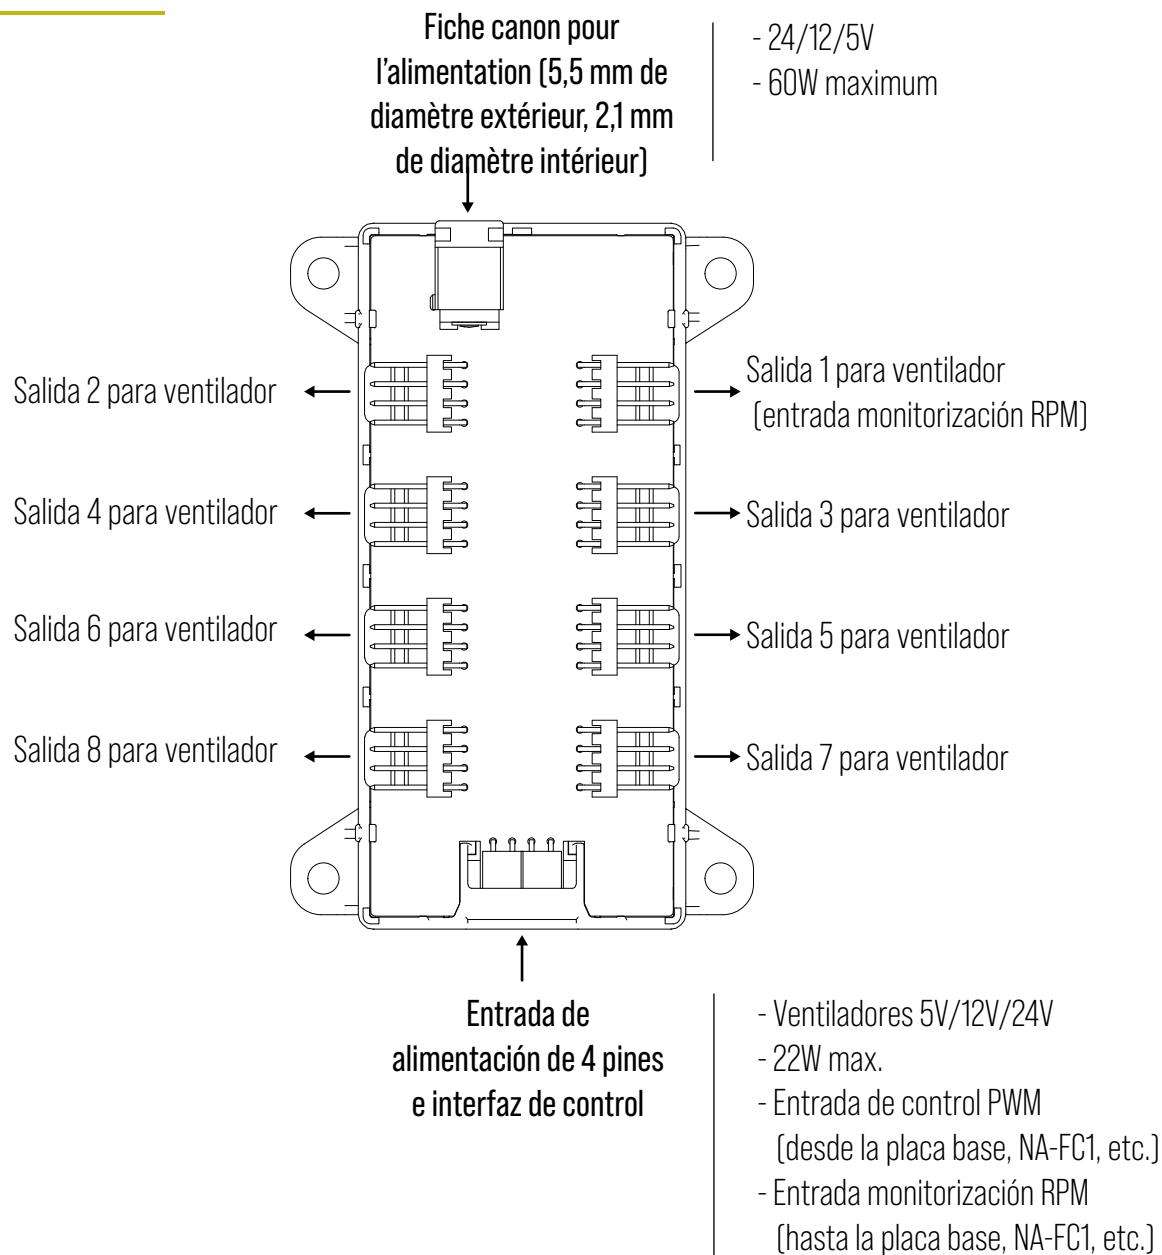 Fiche canon pour
l'alimentation (5,5 mm de
diamètre extérieur, 2,1 mm
de diamètre intérieur)
- 24/12/5V
- 60W maximum
Salida 2 para ventilador
Salida 1 para ventilador
(entrada monitorización RPM)
Salida 4 para ventilador
Salida 3 para ventilador
Salida 6 para ventilador
Salida 5 para ventilador
Salida 8 para ventilador
Salida 7 para ventilador
Entrada de
alimentación de 4 pines
e interfaz de control
- Ventiladores 5V/12V/24V
- 22W max.
- Entrada de control PWM
(desde la placa base, NA-FC1, etc.)
- Entrada monitorización RPM
(hasta la placa base, NA-FC1, etc.)